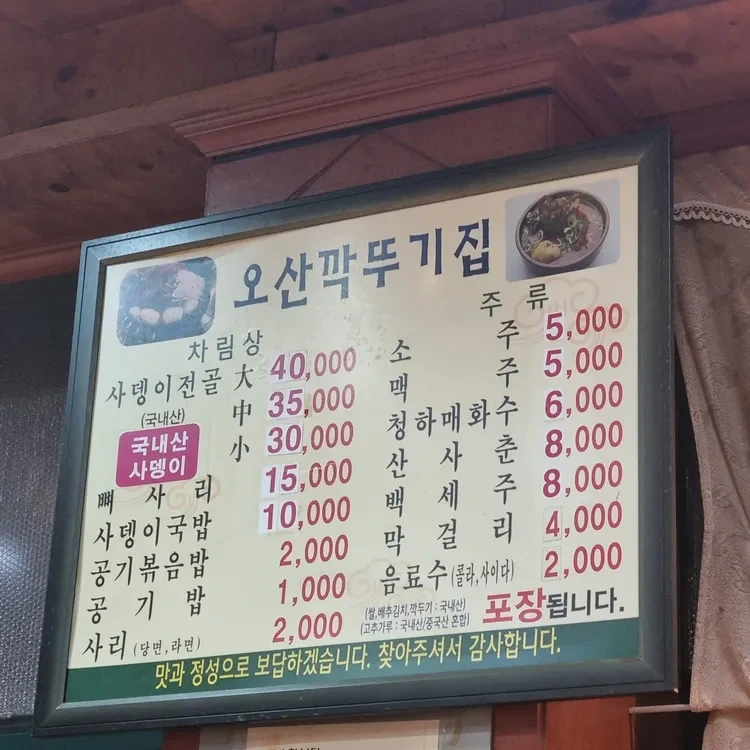 오산깍뚜기집
차림상
사뎅이전골 大 40,000
(국내산) 中 35,000
국내산 사뎅이 小 30,000
뼈 사 리 15,000
사뎅이국밥 10,000
공기볶음밥 2,000
공 기 밥 1,000
사리(당면,라면) 2,000
주 류
소 주 5,000
맥 주 5,000
청하매화수 6,000
산 사 춘 8,000
백 세 주 8,000
막 걸 리 4,000
음료수(콜라,사이다) 2,000
(쌀,배추김치,깍두기 : 국내산)
(고추가루 : 국내산/중국산 혼합)
포장됩니다.
맛과 정성으로 보답하겠습니다. 찾아주셔서 감사합니다.